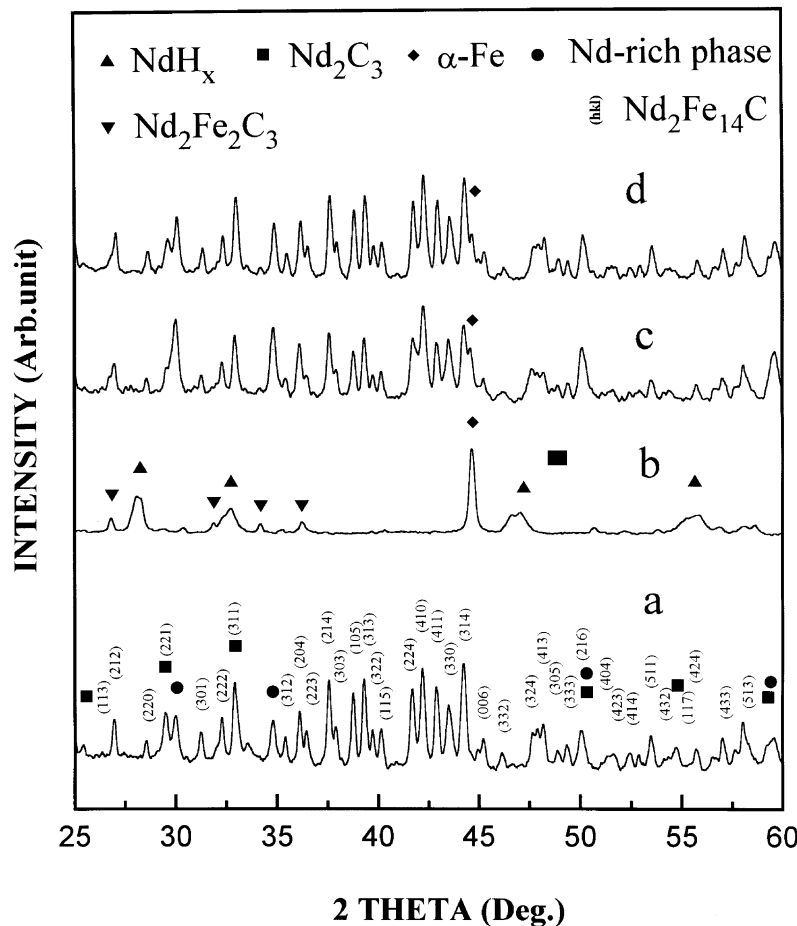 ▲ NdHₓ ■ Nd₂C₃ ◆ α-Fe ● Nd-rich phase
▼ Nd₂Fe₂C₃ (hkl) Nd₂Fe₁₄C
d
c
b
a
(113) (212) (220) (221) (301) (222) (311) (312) (204) (223) (214) (303) (105) (313) (322) (115) (224) (410) (411) (330) (314) (006) (332) (324) (413) (305) (333) (216) (404) (423) (414) (511) (432) (117) (424) (433) (513)
25 30 35 40 45 50 55 60
2 THETA (Deg.)
INTENSITY (Arb.unit)